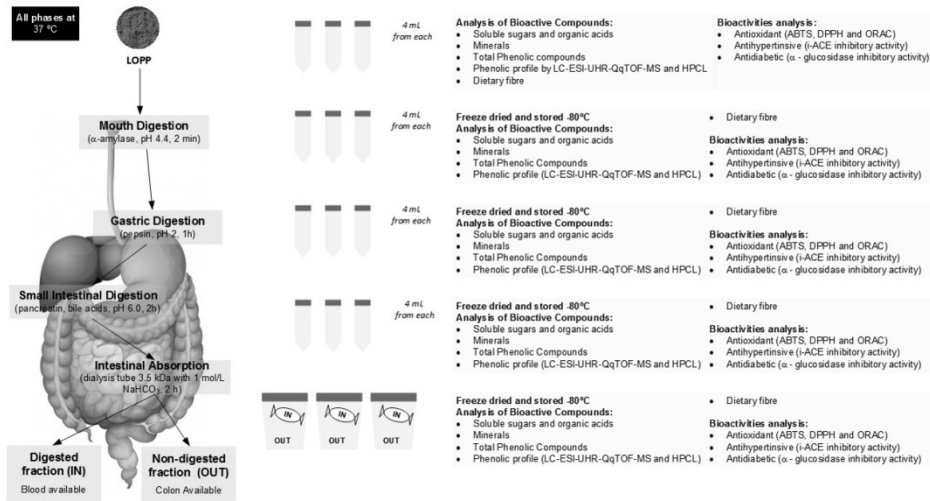 All phases at
37 ºC
LOPP
Mouth Digestion
(α-amylase, pH 4.4, 2 min)
Gastric Digestion
(pepsin, pH 2, 1h)
Small Intestinal Digestion
(pancreatin, bile acids, pH 6.0, 2h)
Intestinal Absorption
(dialysis tube 3.5 kDa with 1 mol/L
NaHCO3, 2 h)
Digested
fraction (IN)
Blood available
Non-digested
fraction (OUT)
Colon Available
4 mL
from each
Analysis of Bioactive Compounds:
• Soluble sugars and organic acids
• Minerals
• Total Phenolic compounds
• Phenolic profile by LC-ESI-UHR-QqTOF-MS and HPCL
• Dietary fibre
Bioactivities analysis:
• Antioxidant (ABTS, DPPH and ORAC)
• Antihypertinsive (i-ACE inhibitory activity)
• Antidiabetic (α - glucosidase inhibitory activity)
4 mL
from each
Freeze dried and stored -80ºC
Analysis of Bioactive Compounds:
• Soluble sugars and organic acids
• Minerals
• Total Phenolic Compounds
• Phenolic profile (LC-ESI-UHR-QqTOF-MS and HPCL)
• Dietary fibre
Bioactivities analysis:
• Antioxidant (ABTS, DPPH and ORAC)
• Antihypertinsive (i-ACE inhibitory activity)
• Antidiabetic (α - glucosidase inhibitory activity)
4 mL
from each
Freeze dried and stored -80ºC
Analysis of Bioactive Compounds:
• Soluble sugars and organic acids
• Minerals
• Total Phenolic Compounds
• Phenolic profile (LC-ESI-UHR-QqTOF-MS and HPCL)
• Dietary fibre
Bioactivities analysis:
• Antioxidant (ABTS, DPPH and ORAC)
• Antihypertinsive (i-ACE inhibitory activity)
• Antidiabetic (α - glucosidase inhibitory activity)
4 mL
from each
Freeze dried and stored -80ºC
Analysis of Bioactive Compounds:
• Soluble sugars and organic acids
• Minerals
• Total Phenolic Compounds
• Phenolic profile (LC-ESI-UHR-QqTOF-MS and HPCL)
• Dietary fibre
Bioactivities analysis:
• Antioxidant (ABTS, DPPH and ORAC)
• Antihypertinsive (i-ACE inhibitory activity)
• Antidiabetic (α - glucosidase inhibitory activity)
IN IN IN
OUT OUT OUT
Freeze dried and stored -80ºC
Analysis of Bioactive Compounds:
• Soluble sugars and organic acids
• Minerals
• Total Phenolic Compounds
• Phenolic profile (LC-ESI-UHR-QqTOF-MS and HPCL)
• Dietary fibre
Bioactivities analysis:
• Antioxidant (ABTS, DPPH and ORAC)
• Antihypertinsive (i-ACE inhibitory activity)
• Antidiabetic (α - glucosidase inhibitory activity)